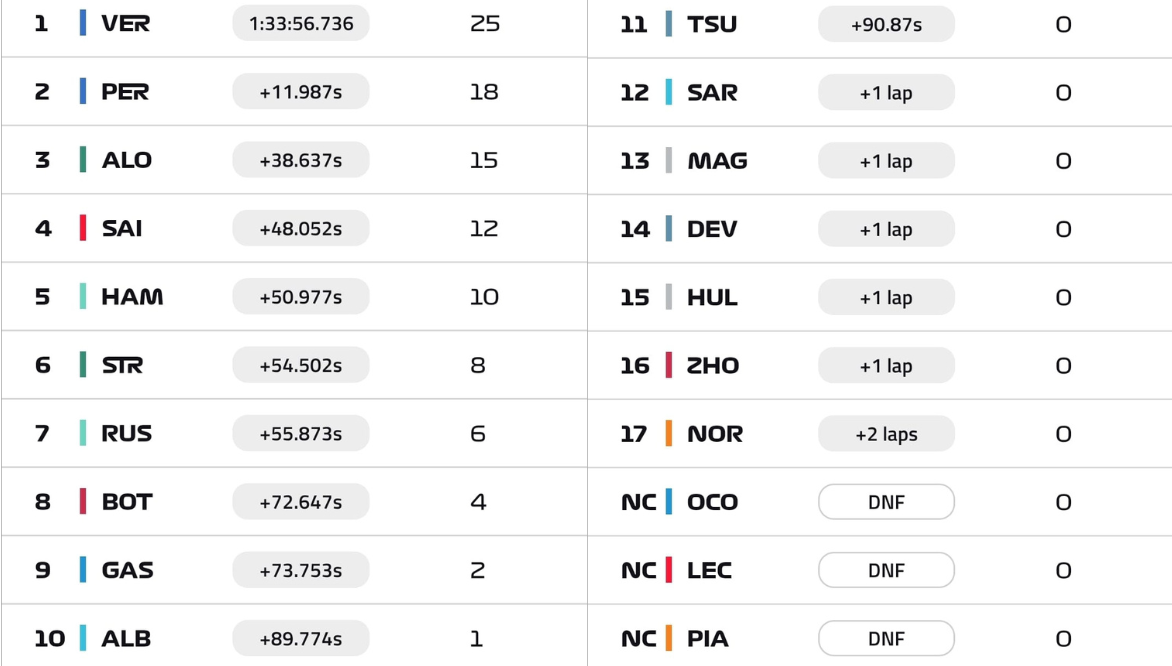 1 VER 1:33:56.736 25
2 PER +11.987s 18
3 ALO +38.637s 15
4 SAI +48.052s 12
5 HAM +50.977s 10
6 STR +54.502s 8
7 RUS +55.873s 6
8 BOT +72.647s 4
9 GAS +73.753s 2
10 ALB +89.774s 1
11 TSU +90.87s 0
12 SAR +1 lap 0
13 MAG +1 lap 0
14 DEV +1 lap 0
15 HUL +1 lap 0
16 ZHO +1 lap 0
17 NOR +2 laps 0
NC OCO DNF 0
NC LEC DNF 0
NC PIA DNF 0